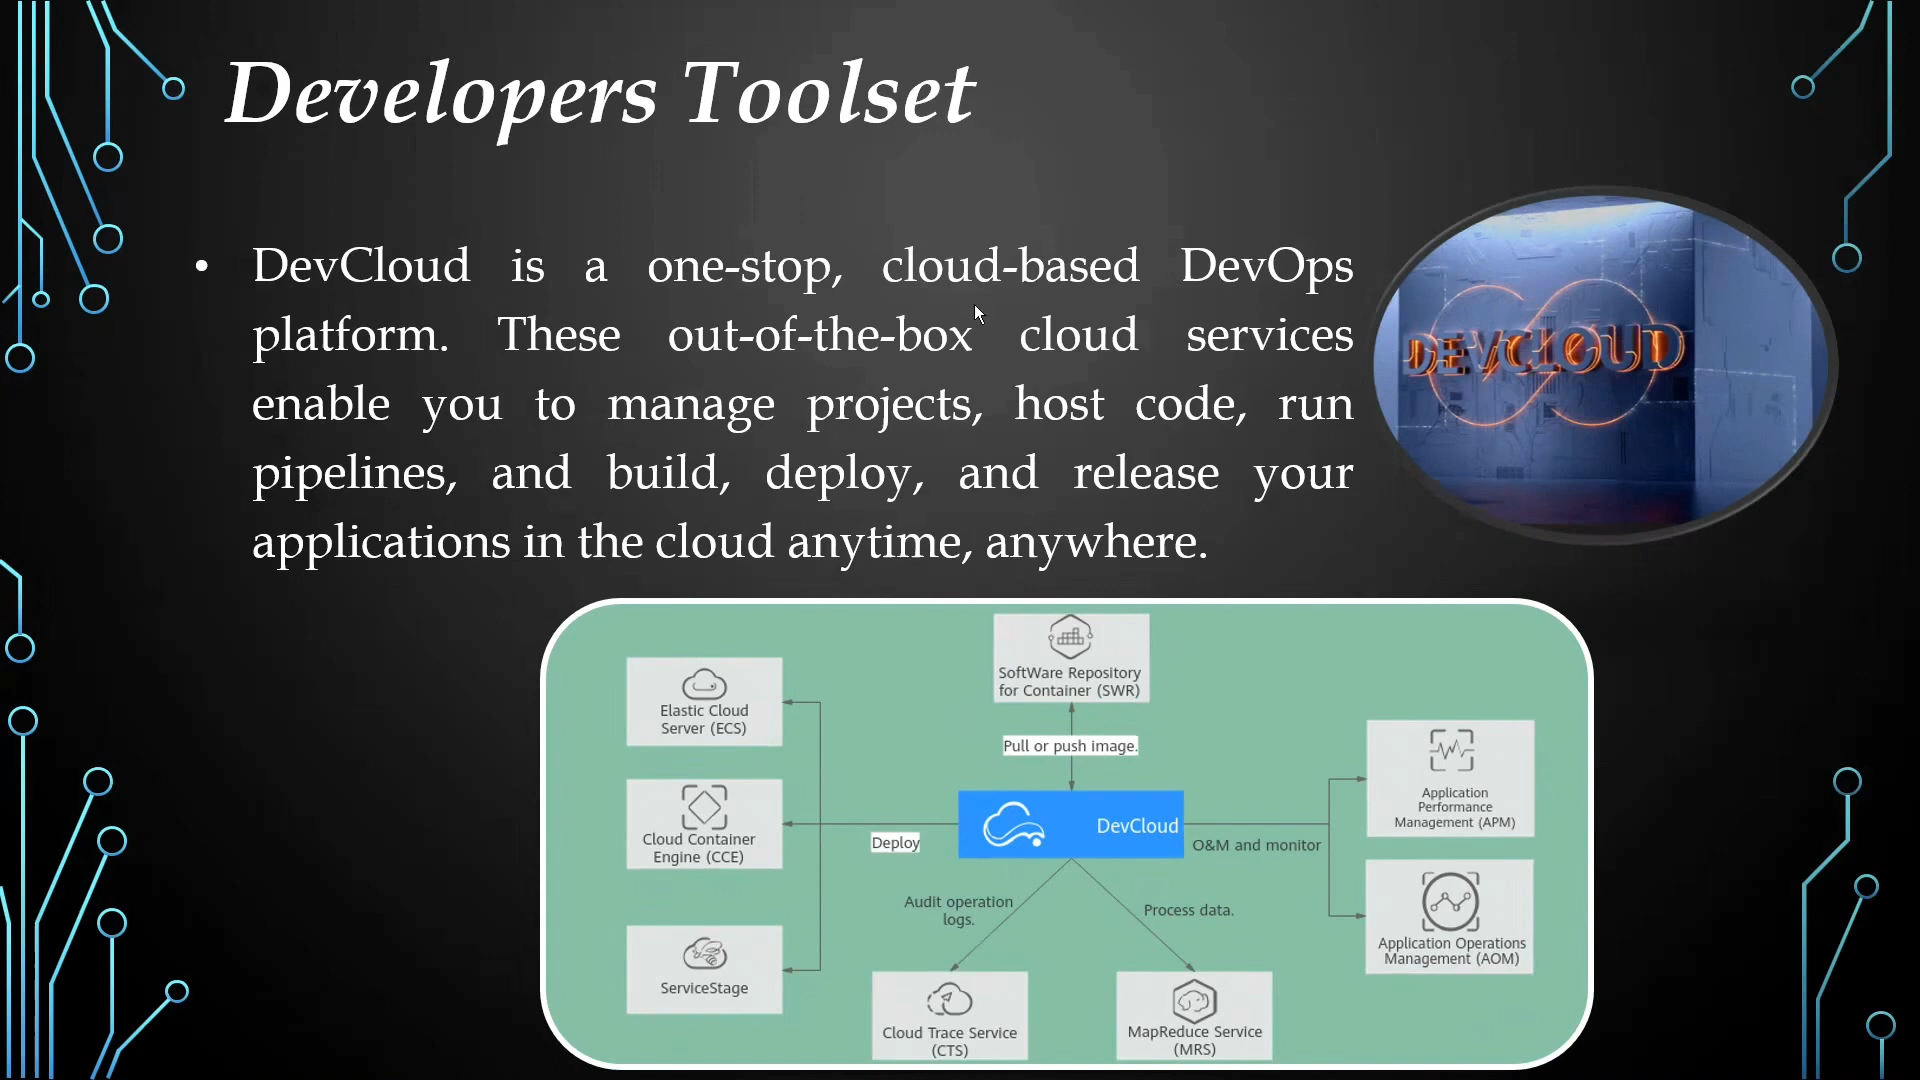 Developers Toolset
• DevCloud is a one-stop, cloud-based DevOps
platform. These out-of-the-box cloud services
enable you to manage projects, host code, run
pipelines, and build, deploy, and release your
applications in the cloud anytime, anywhere.
DEVCLOUD
SoftWare Repository
for Container (SWR)
Elastic Cloud
Server (ECS)
Pull or push image.
Application
Performance
Management (APM)
Cloud Container
Engine (CCE)
Deploy
DevCloud
O&M and monitor
Audit operation
logs.
Process data.
Application Operations
Management (AOM)
ServiceStage
Cloud Trace Service
(CTS)
MapReduce Service
(MRS)